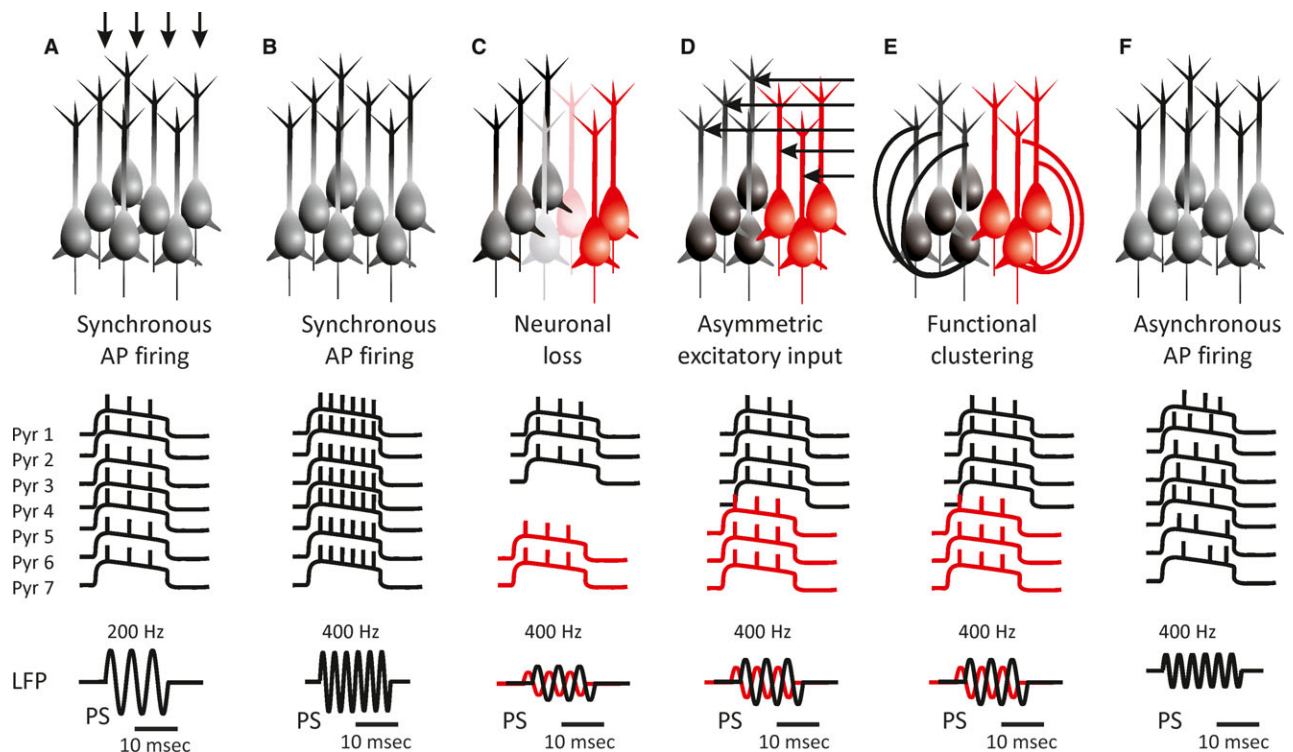 A B C D E F
Synchronous AP firing
Synchronous AP firing
Neuronal loss
Asymmetric excitatory input
Functional clustering
Asynchronous AP firing
Pyr 1
Pyr 2
Pyr 3
Pyr 4
Pyr 5
Pyr 6
Pyr 7
200 Hz 400 Hz 400 Hz 400 Hz 400 Hz 400 Hz
LFP
PS PS PS PS PS
10 msec 10 msec 10 msec 10 msec 10 msec 10 msec